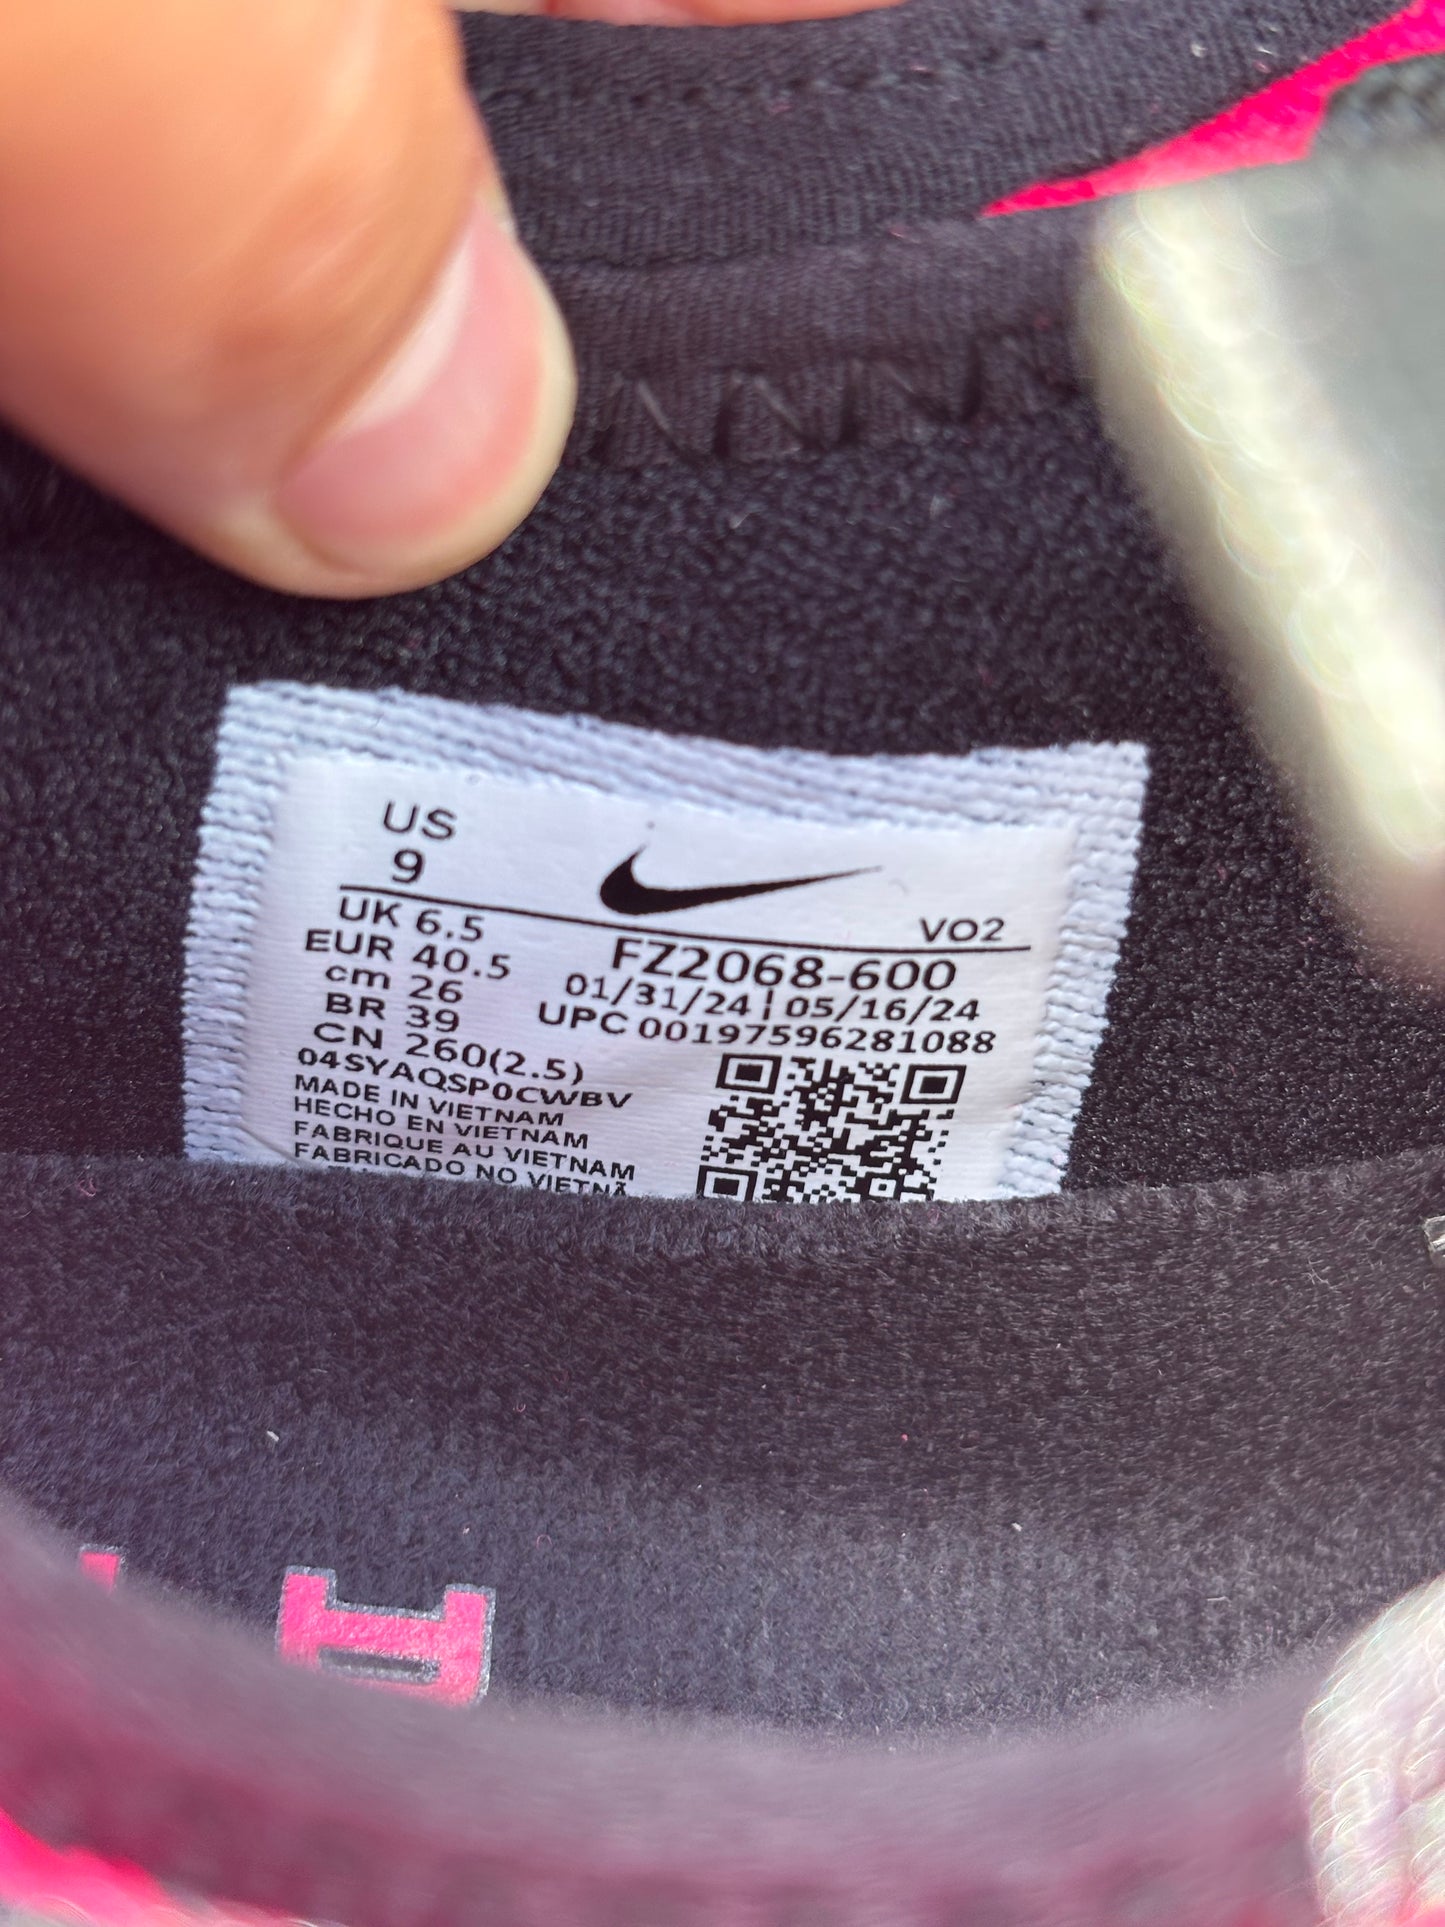 US
9
VO2
UK 6.5
EUR 40.5
cm 26
BR 39
CN 260(2.5)
FZ2068-600
01/31/24 | 05/16/24
UPC 00197596281088
04SYAQSP0CWBV
MADE IN VIETNAM
HECHO EN VIETNAM
FABRIQUE AU VIETNAM
FABRICADO NO VIETNÃ